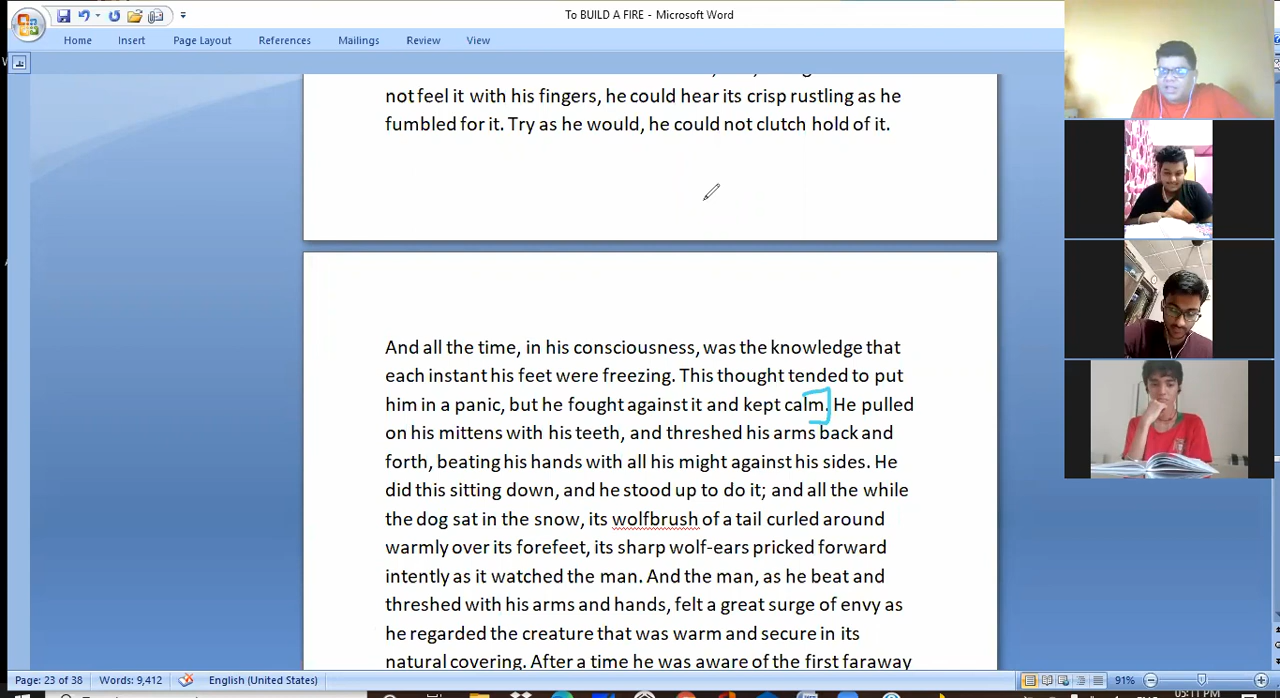 To BUILD A FIRE - Microsoft Word
Home Insert Page Layout References Mailings Review View
not feel it with his fingers, he could hear its crisp rustling as he
fumbled for it. Try as he would, he could not clutch hold of it.
And all the time, in his consciousness, was the knowledge that
each instant his feet were freezing. This thought tended to put
him in a panic, but he fought against it and kept calm. He pulled
on his mittens with his teeth, and threshed his arms back and
forth, beating his hands with all his might against his sides. He
did this sitting down, and he stood up to do it; and all the while
the dog sat in the snow, its wolfbrush of a tail curled around
warmly over its forefeet, its sharp wolf-ears pricked forward
intently as it watched the man. And the man, as he beat and
threshed with his arms and hands, felt a great surge of envy as
he regarded the creature that was warm and secure in its
natural covering. After a time he was aware of the first faraway
Page: 23 of 38 Words: 9,412 English (United States) 91%
05:11 PM